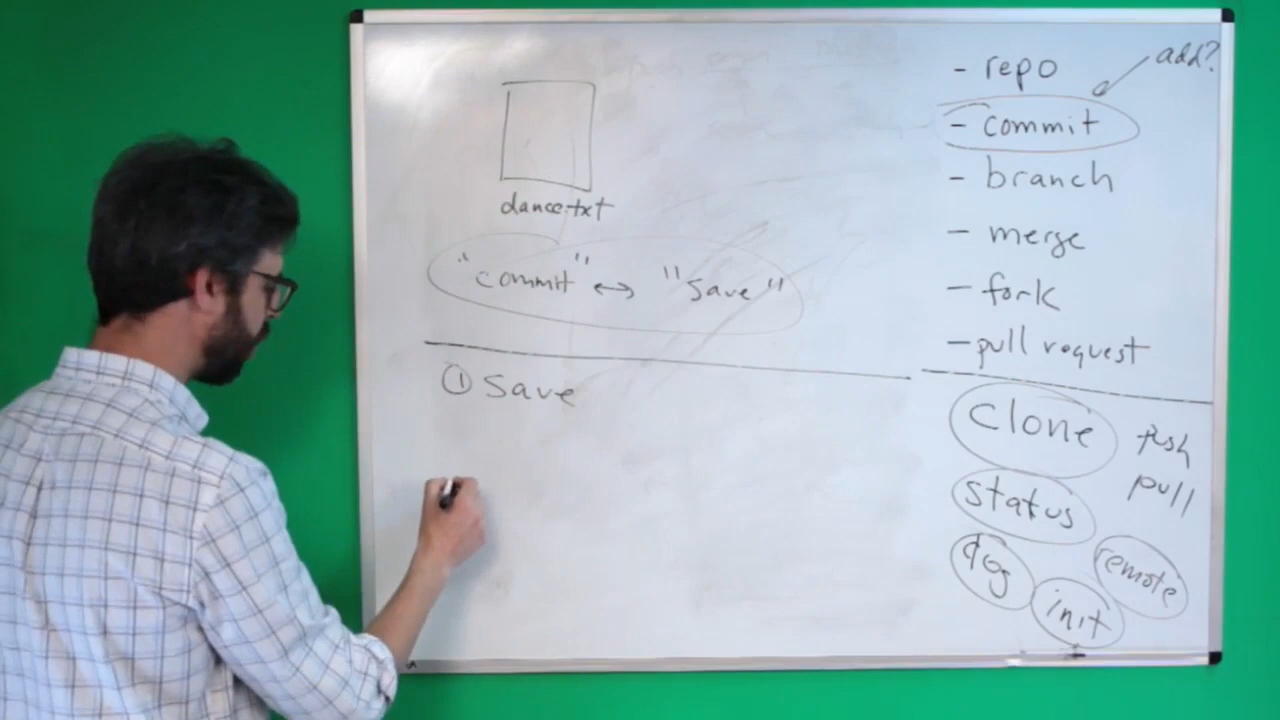 dance.txt
"commit" ↔ "save"
① Save
add?
- repo
- commit
- branch
- merge
- fork
- pull request
clone
push
pull
status
log
remote
init